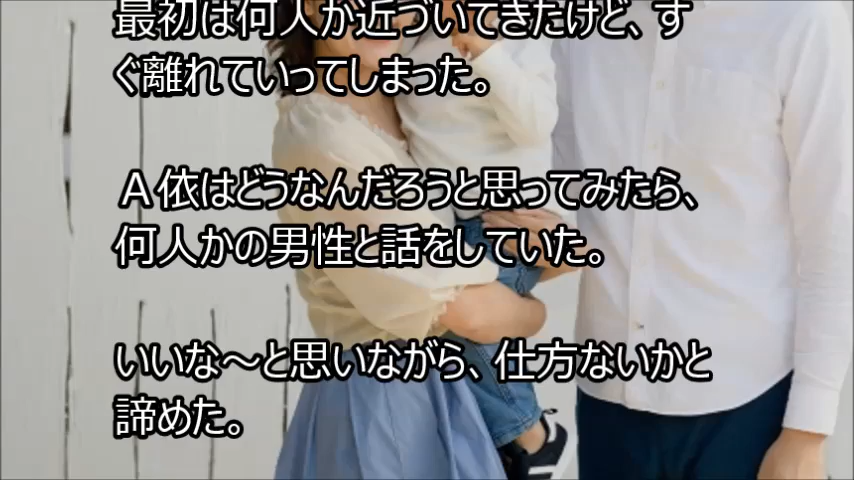 最初は何人か近づいてきたけど、す
ぐ離れていってしまった。
Ａ依はどうなんだろうと思ってみたら、
何人かの男性と話をしていた。
いいな～と思いながら、仕方ないかと
諦めた。